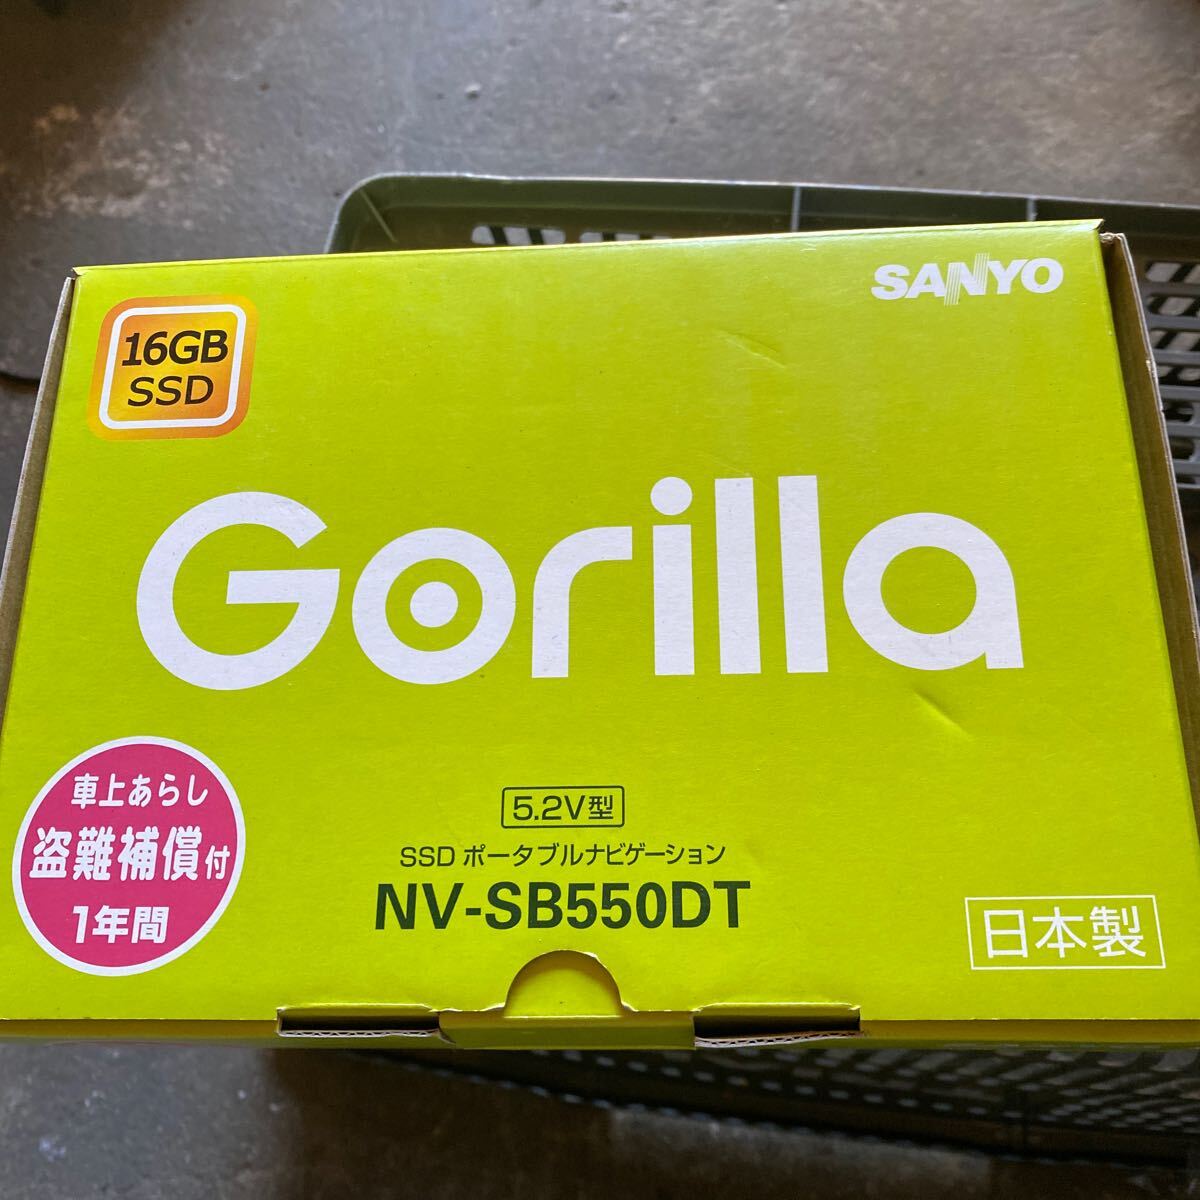 SANYO
16GB
SSD
Gorilla
車上あらし
盗難補償付
1年間
5.2V型
SSD ポータブルナビゲーション
NV-SB550DT
日本製